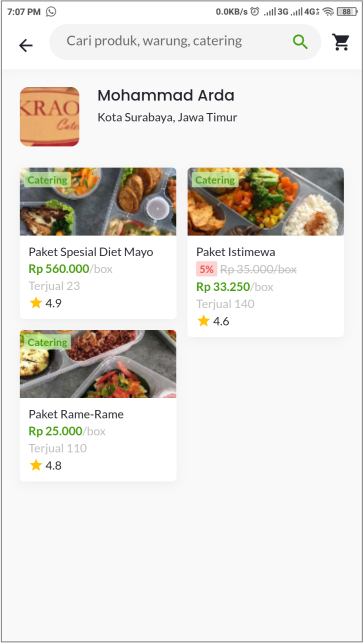 7:07 PM
0.0KB/s 3G 4G 88
Cari produk, warung, catering
KRAO
Cate
Mohammad Arda
Kota Surabaya, Jawa Timur
Catering
Paket Spesial Diet Mayo
Rp 560.000/box
Terjual 23
4.9
Catering
Paket Istimewa
5% Rp 35.000/box
Rp 33.250/box
Terjual 140
4.6
Catering
Paket Rame-Rame
Rp 25.000/box
Terjual 110
4.8